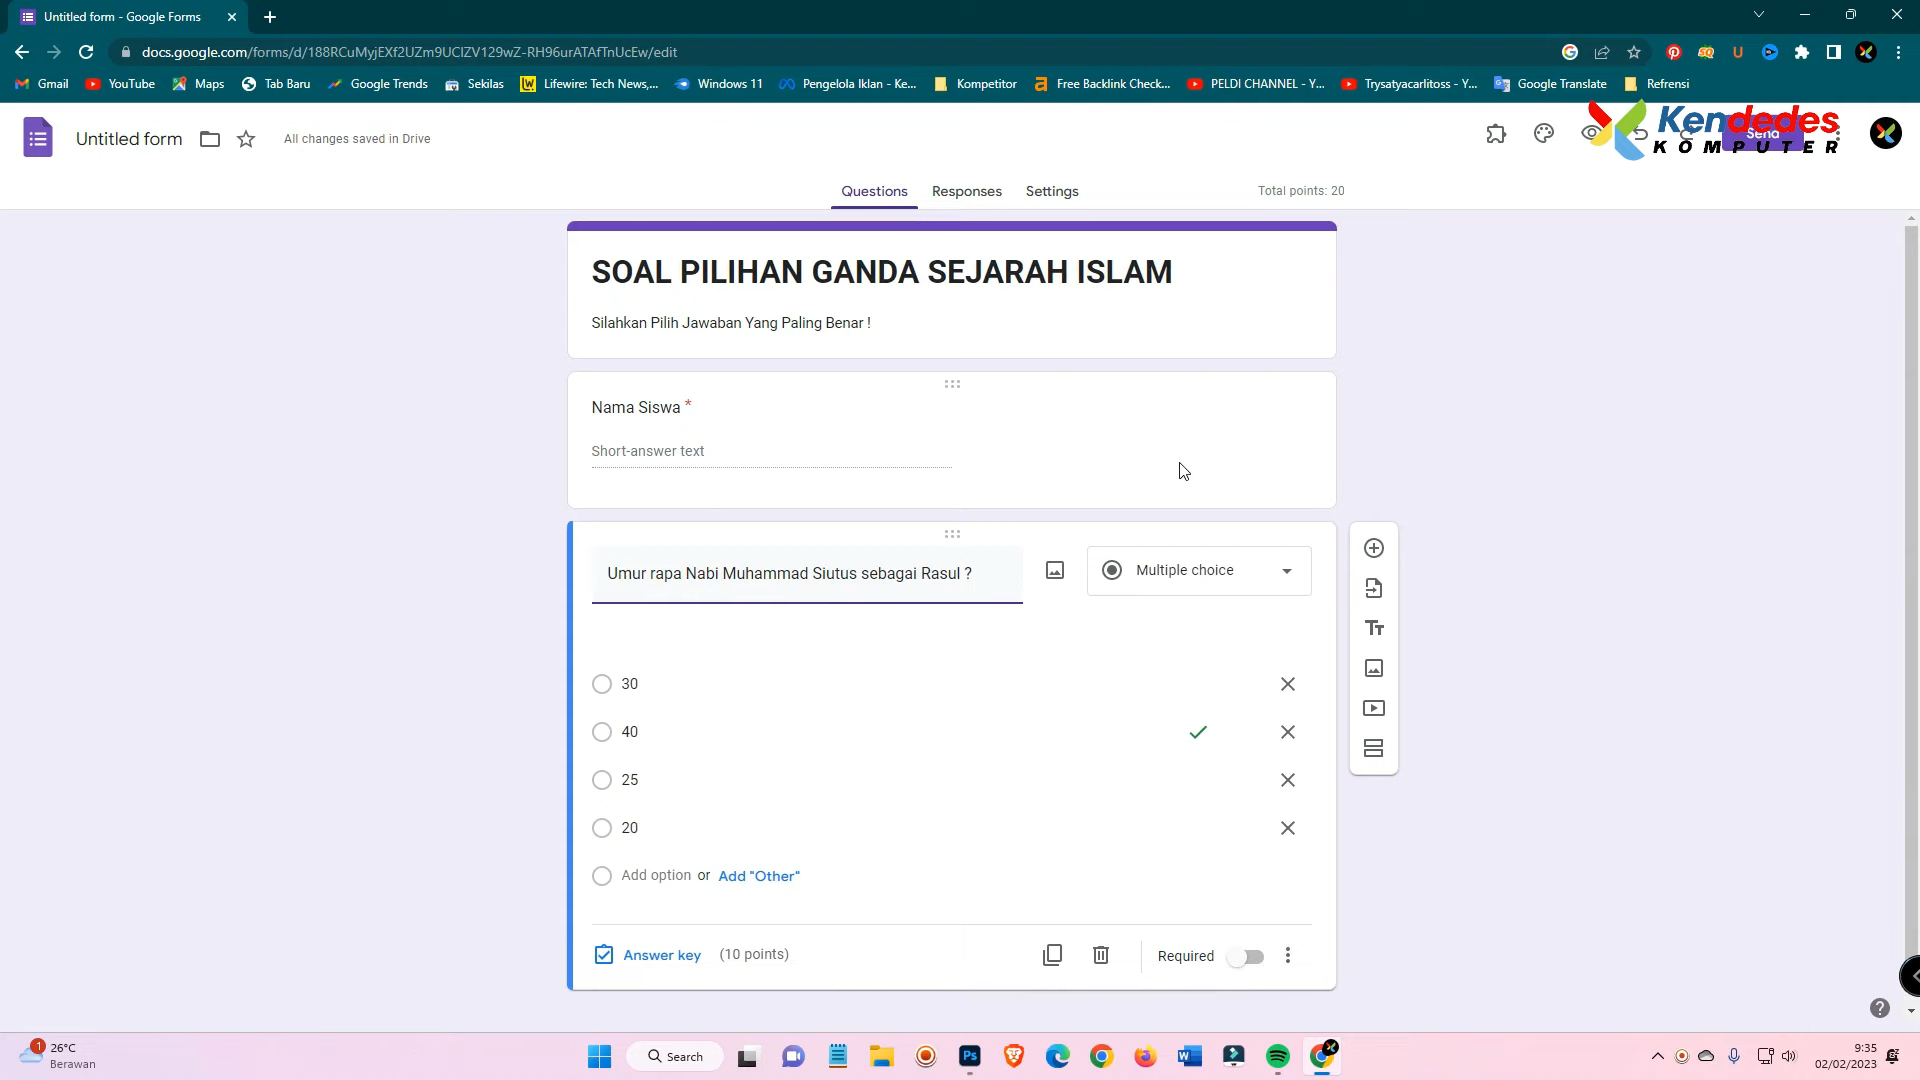 Untitled form - Google Forms
docs.google.com/forms/d/188RCuMyjEXf2UZm9UCIZV129wZ-RH96urATAfTnUcEw/edit
Gmail YouTube Maps Tab Baru Google Trends Sekilas Lifewire: Tech News,... Windows 11 Pengelola Iklan - Ke... Kompetitor Free Backlink Check... PELDI CHANNEL - Y... Trysatyacarlitoss - Y... Google Translate Refrensi
Untitled form All changes saved in Drive Send
Kendedes
KOMPUTER
Questions Responses Settings Total points: 20
SOAL PILIHAN GANDA SEJARAH ISLAM
Silahkan Pilih Jawaban Yang Paling Benar !
Nama Siswa *
Short-answer text
Umur rapa Nabi Muhammad Siutus sebagai Rasul ? Multiple choice
30
40
25
20
Add option or Add "Other"
Answer key (10 points) Required
1 26°C
Berawan
Search
Ps
9:35
02/02/2023